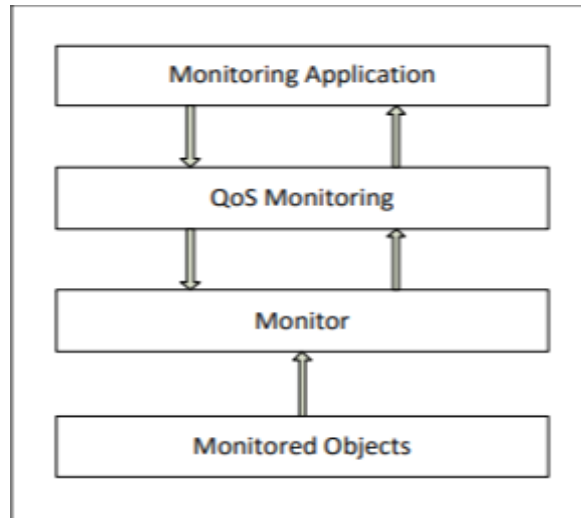 Monitoring Application
QoS Monitoring
Monitor
Monitored Objects